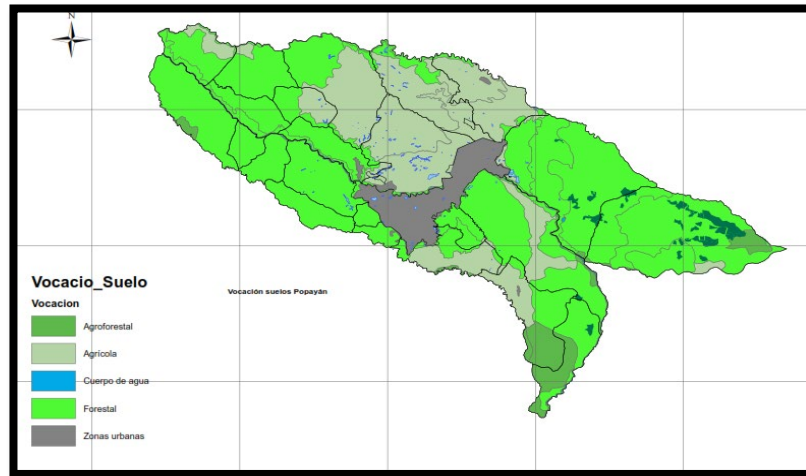 N
Vocacio_Suelo
Vocación suelos Popayán
Vocacion
Agroforestal
Agrícola
Cuerpo de agua
Forestal
Zonas urbanas